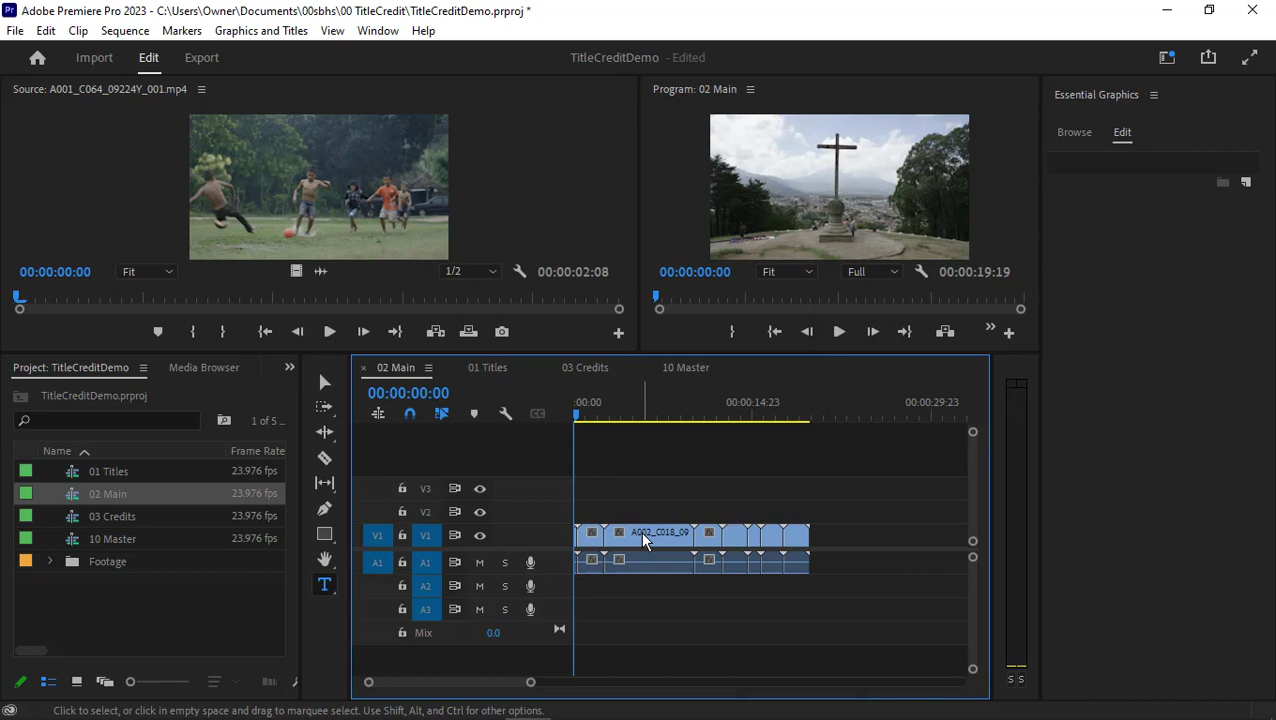 Pr Adobe Premiere Pro 2023 - C:\Users\Owner\Documents\00sbhs\00 TitleCredit\TitleCreditDemo.prproj *
File Edit Clip Sequence Markers Graphics and Titles View Window Help
Import Edit Export TitleCreditDemo - Edited
Source: A001_C064_09224Y_001.mp4 Program: 02 Main Essential Graphics
Browse Edit
00:00:00:00 Fit 1/2 00:00:02:08 00:00:00:00 Fit Full 00:00:19:19
Project: TitleCreditDemo Media Browser 02 Main 01 Titles 03 Credits 10 Master
TitleCreditDemo.prproj 00:00:00:00
:00:00 00:00:14:23 00:00:29:23
1 of 5 ...
Name Frame Rate
01 Titles 23.976 fps
02 Main 23.976 fps V3
03 Credits 23.976 fps V2
10 Master 23.976 fps V1 V1 A002_C018_09
Footage A1 A1 M S
A2 M S
A3 M S
Mix 0.0
S S
Click to select, or click in empty space and drag to marquee select. Use Shift, Alt, and Ctrl for other options.